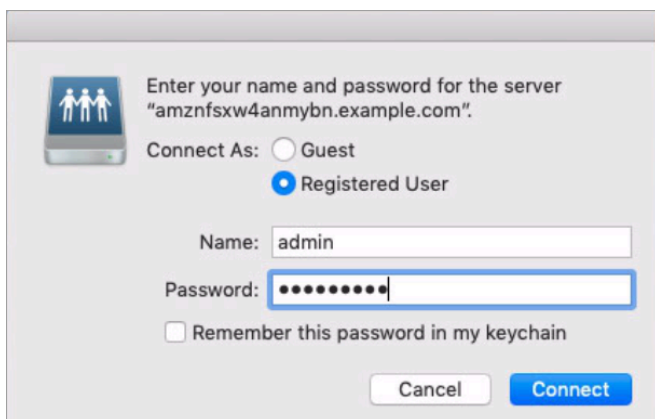 Enter your name and password for the server
“amznfsxw4anmybn.example.com”.
Connect As: Guest
Registered User
Name: admin
Password: •••••••••
Remember this password in my keychain
Cancel Connect